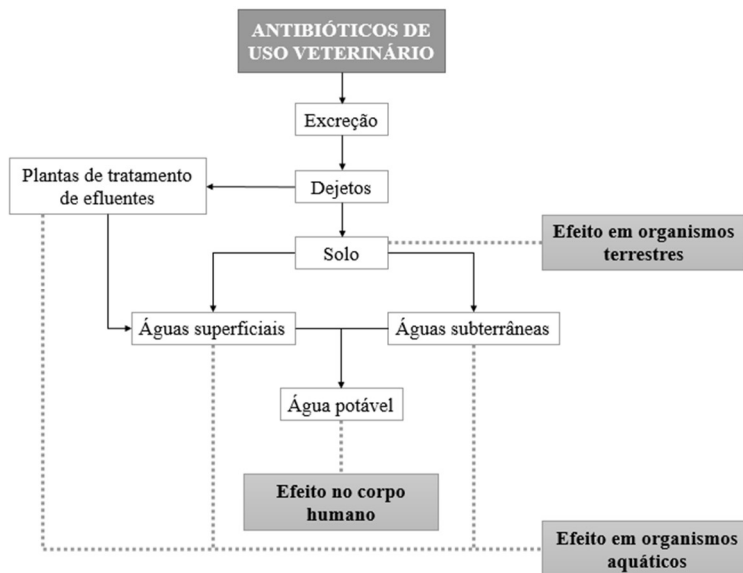 ANTIBIÓTICOS DE
USO VETERINÁRIO
Excreção
Plantas de tratamento
de efluentes
Dejetos
Solo
Efeito em organismos
terrestres
Águas superficiais
Águas subterrâneas
Água potável
Efeito no corpo
humano
Efeito em organismos
aquáticos